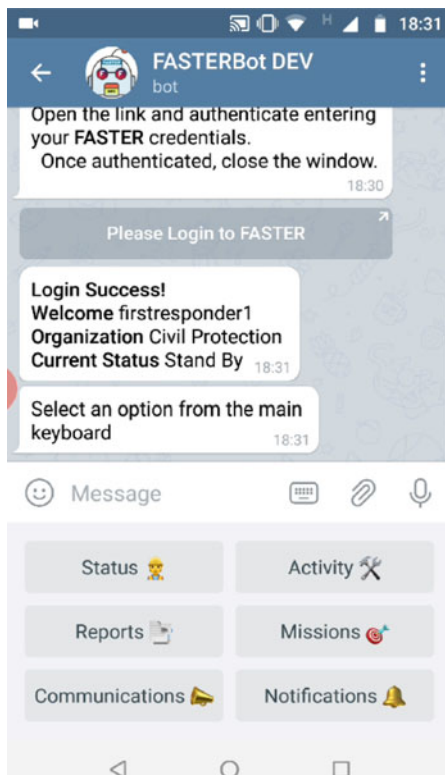 H 18:31
FASTERBot DEV
bot
Open the link and authenticate entering
your FASTER credentials.
Once authenticated, close the window.
18:30
Please Login to FASTER
Login Success!
Welcome firstresponder1
Organization Civil Protection
Current Status Stand By 18:31
Select an option from the main
keyboard 18:31
Message
Status Activity
Reports Missions
Communications Notifications